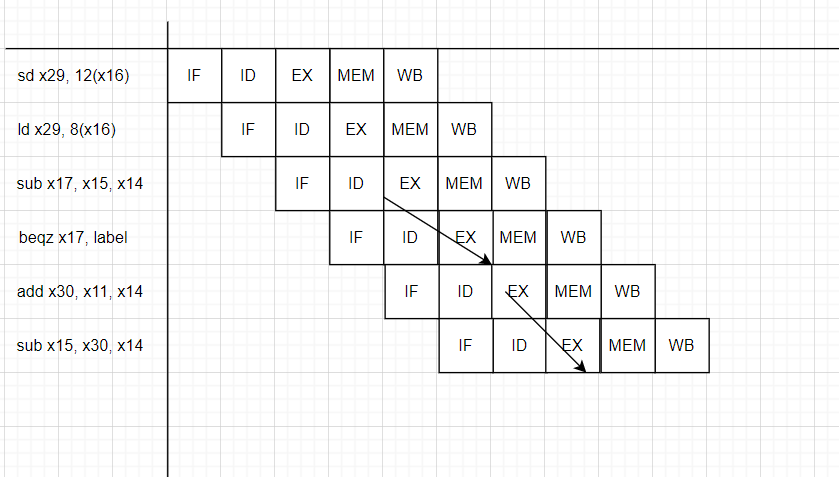 sd x29, 12(x16) IF ID EX MEM WB
ld x29, 8(x16) IF ID EX MEM WB
sub x17, x15, x14 IF ID EX MEM WB
beqz x17, label IF ID EX MEM WB
add x30, x11, x14 IF ID EX MEM WB
sub x15, x30, x14 IF ID EX MEM WB